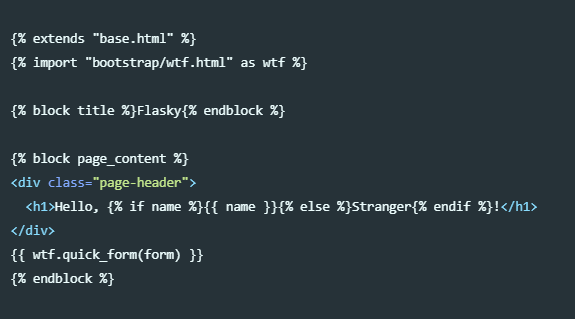 {% extends "base.html" %}
{% import "bootstrap/wtf.html" as wtf %}
{% block title %}Flasky{% endblock %}
{% block page_content %}
<div class="page-header">
<h1>Hello, {% if name %}{{ name }}{% else %}Stranger{% endif %}!</h1>
</div>
{{ wtf.quick_form(form) }}
{% endblock %}